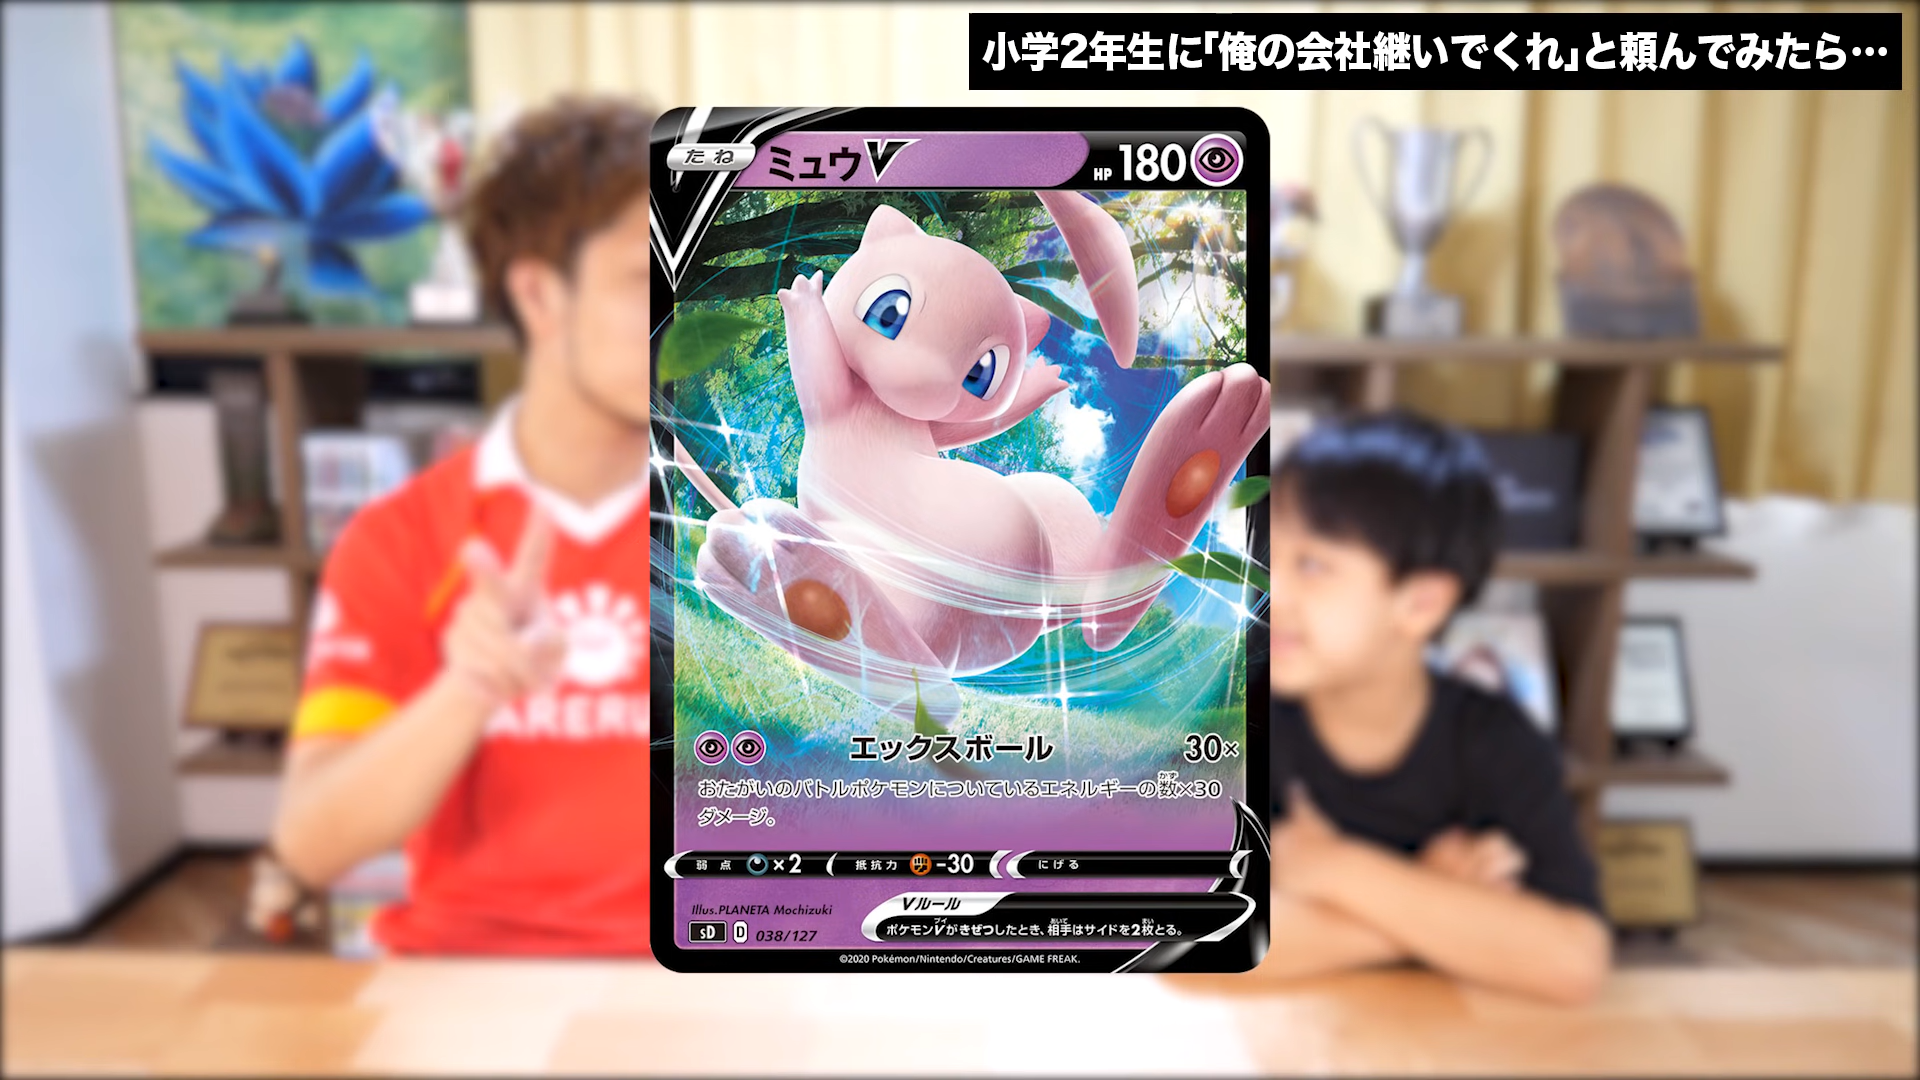 小学2年生に「俺の会社継いでくれ」と頼んでみたら…
たね ミュウV HP 180
エックスボール 30×
おたがいのバトルポケモンについているエネルギーの数×30
ダメージ。
弱点 ×2 抵抗力 -30 にげる
Illus.PLANETA Mochizuki
Vルール
ポケモンVがきぜつしたとき、相手はサイドを2枚とる。
sD D 038/127
©2020 Pokémon/Nintendo/Creatures/GAME FREAK.